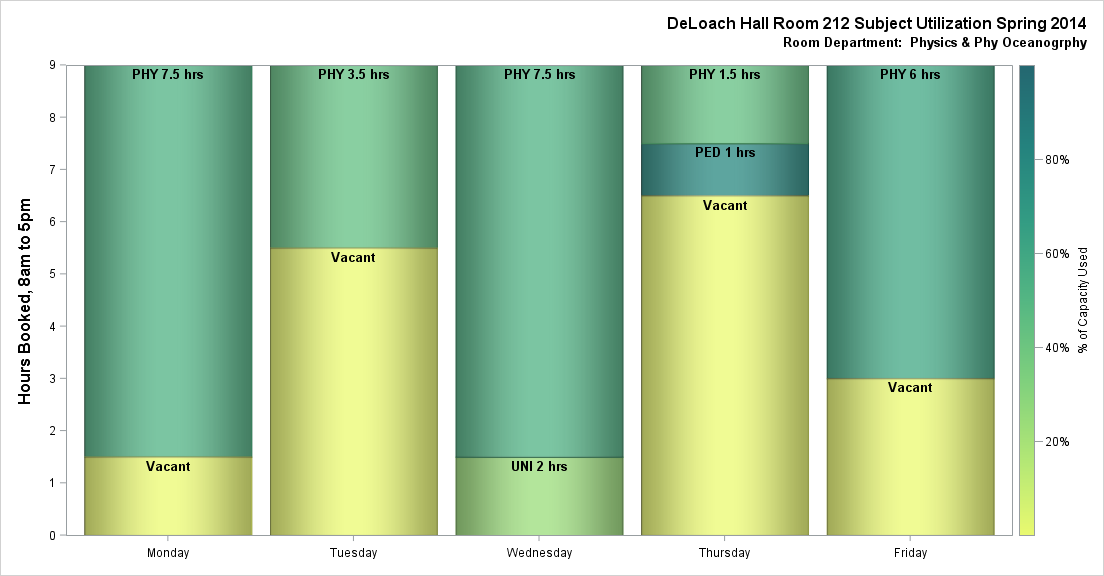 DeLoach Hall Room 212 Subject Utilization Spring 2014
Room Department:  Physics & Phy Oceanogrphy
Hours Booked, 8am to 5pm
9
8
7
6
5
4
3
2
1
0
PHY 7.5 hrs
Vacant
PHY 3.5 hrs
Vacant
PHY 7.5 hrs
UNI 2 hrs
PHY 1.5 hrs
PED 1 hrs
Vacant
PHY 6 hrs
Vacant
Monday
Tuesday
Wednesday
Thursday
Friday
80%
60%
40%
20%
% of Capacity Used